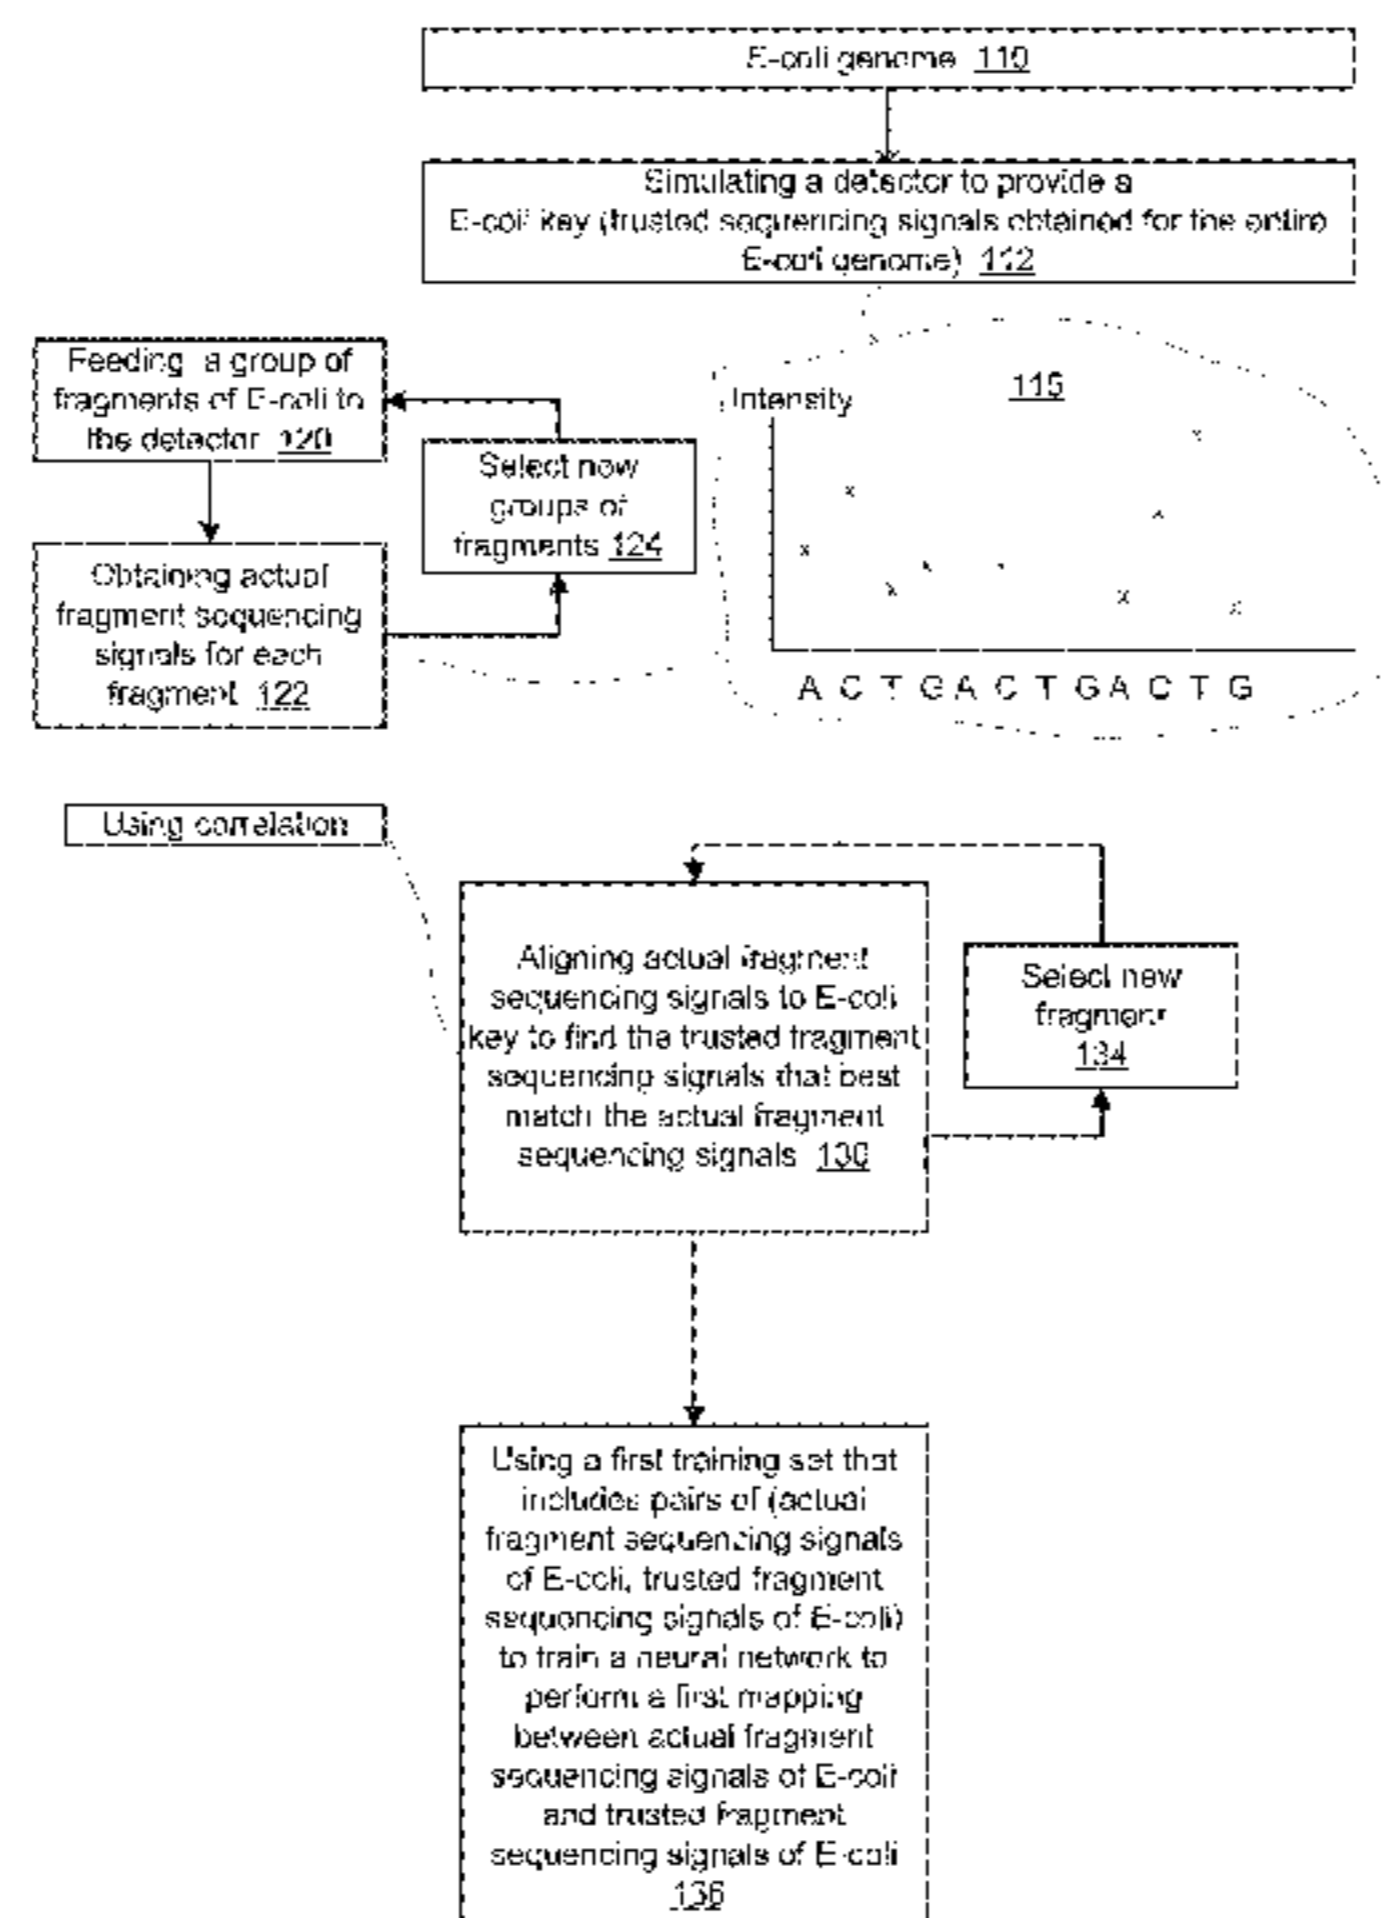 E-coli genome 110
Simulating a detector to provide a
E-coli key (trusted sequencing signals obtained for the entire
E-coli genome) 112
Feeding a group of
fragments of E-coli to
the detector 120
Select new
groups of
fragments 124
Obtaining actual
fragment sequencing
signals for each
fragment 122
Intensity
115
A C T G A C T G A C T G
Using correlation
Aligning actual fragment
sequencing signals to E-coli
key to find the trusted fragment
sequencing signals that best
match the actual fragment
sequencing signals 130
Select new
fragment
134
Using a first training set that
includes pairs of (actual
fragment sequencing signals
of E-coli, trusted fragment
sequencing signals of E-coli)
to train a neural network to
perform a first mapping
between actual fragment
sequencing signals of E-coli
and trusted fragment
sequencing signals of E-coli
136